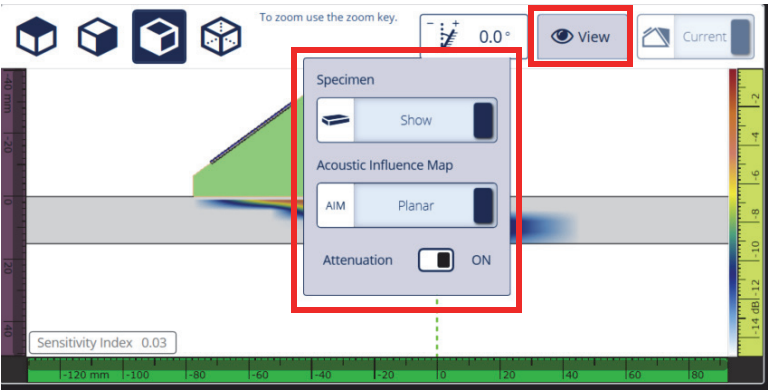 To zoom use the zoom key.
- +
0.0 °
View
Current
Specimen
Show
Acoustic Influence Map
AIM
Planar
Attenuation
ON
Sensitivity Index 0.03
-40 mm
-20
0
20
40
-120 mm
-100
-80
-60
-40
-20
0
20
40
60
80
-2
-4
-6
-8
-10
-12
-14 dB